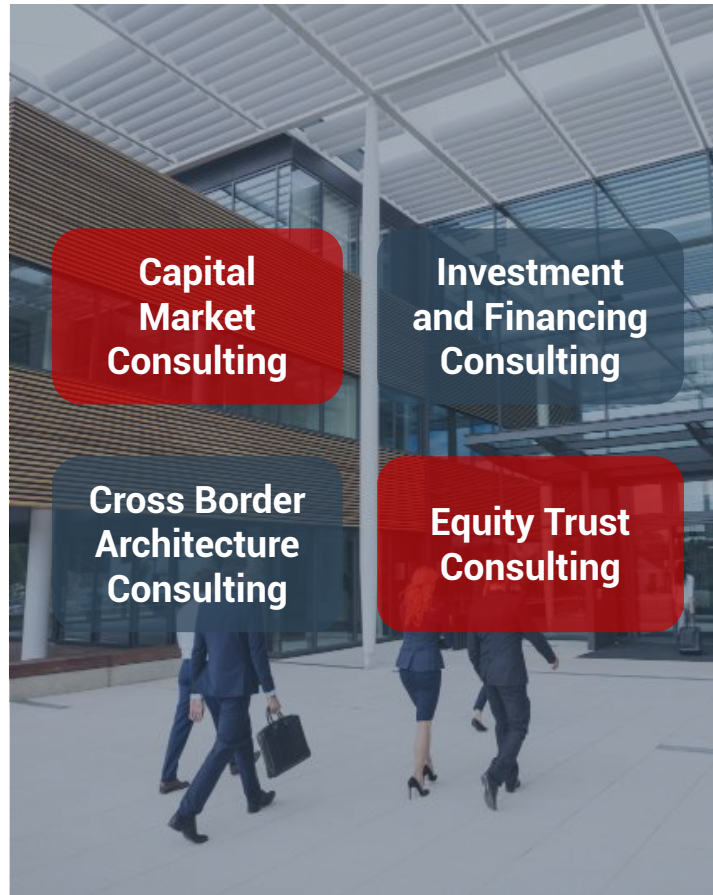 Capital
Market
Consulting
Investment
and Financing
Consulting
Cross Border
Architecture
Consulting
Equity Trust
Consulting